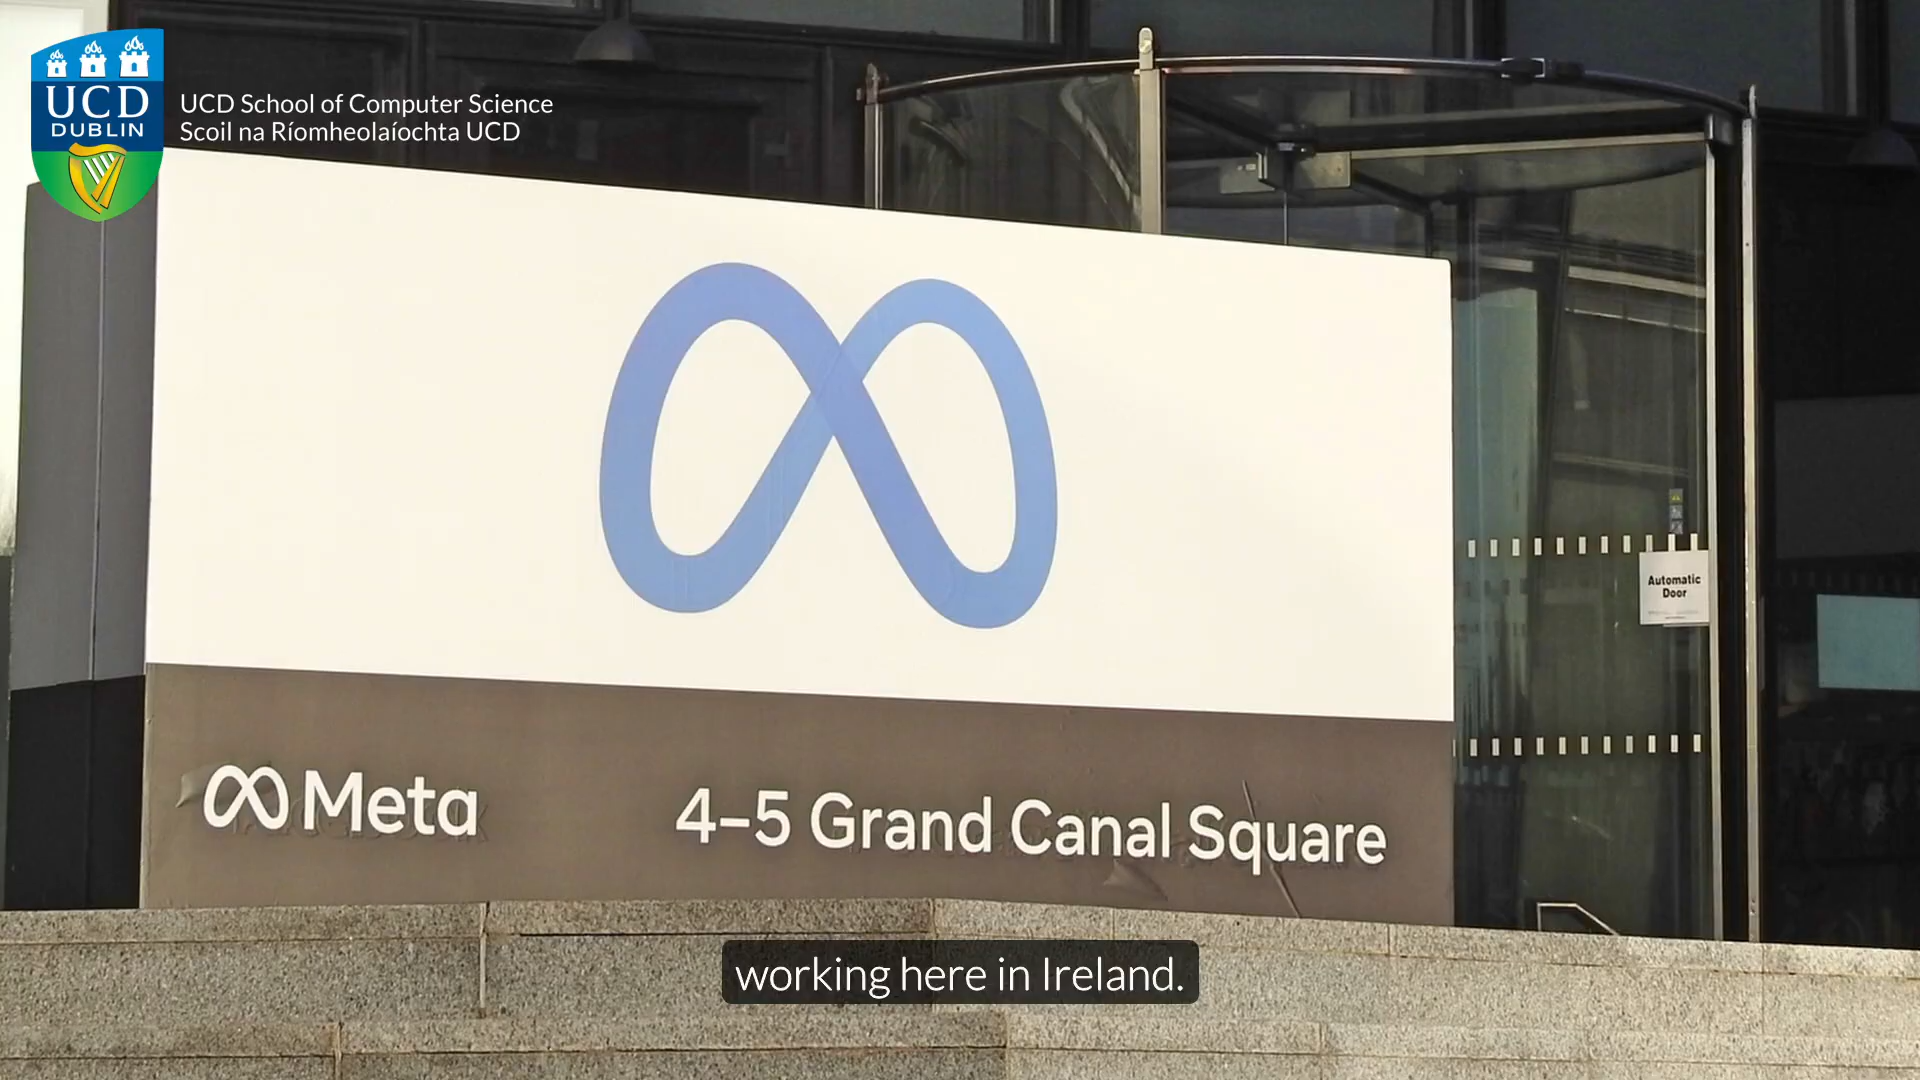 UCD
DUBLIN
UCD School of Computer Science
Scoil na Ríomheolaíochta UCD
Automatic
Door
Meta
4-5 Grand Canal Square
working here in Ireland.